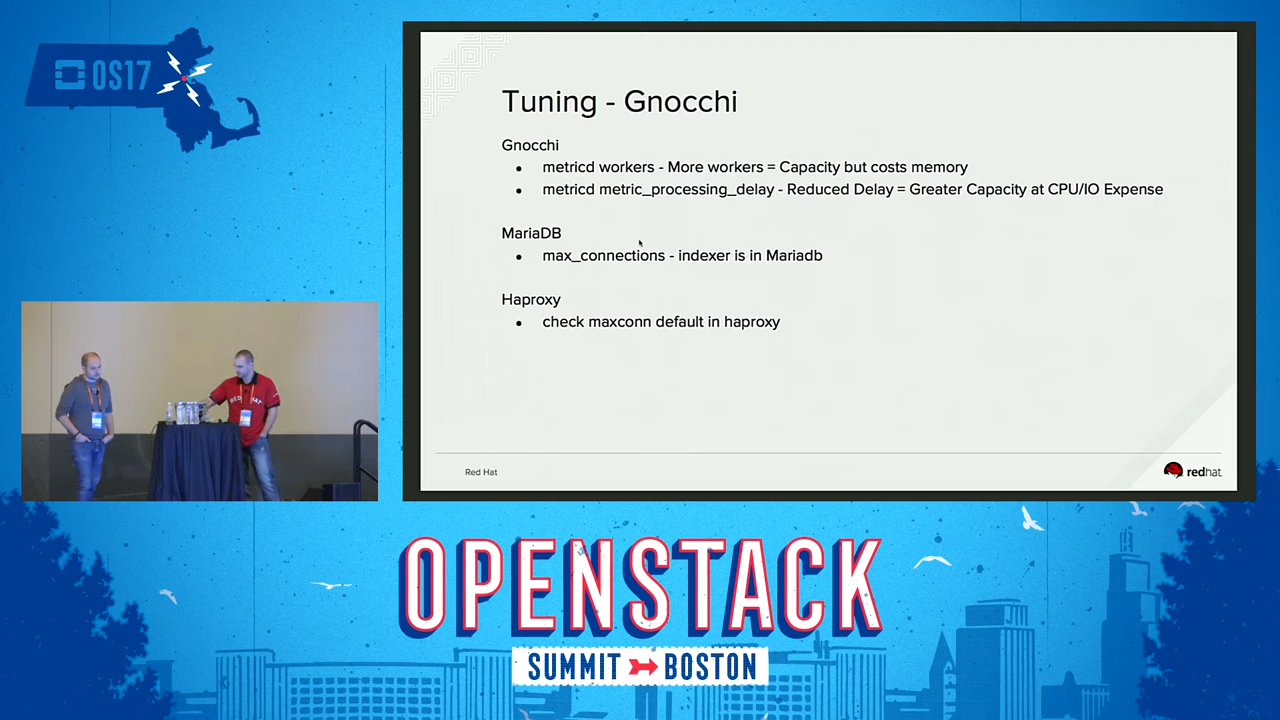 OS17
Tuning - Gnocchi
Gnocchi
• metricd workers - More workers = Capacity but costs memory
• metricd metric_processing_delay - Reduced Delay = Greater Capacity at CPU/IO Expense
MariaDB
• max_connections - indexer is in Mariadb
Haproxy
• check maxconn default in haproxy
Red Hat
redhat.
RED HAT
OPENSTACK
SUMMIT BOSTON